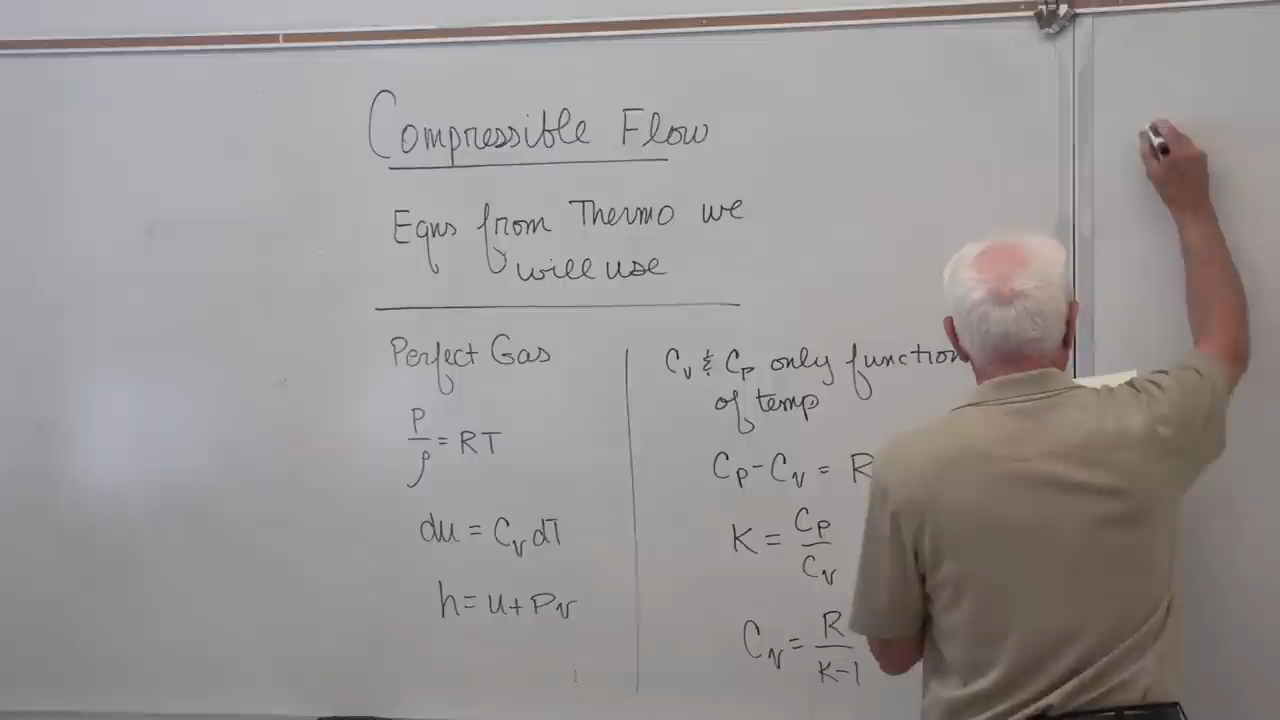 Compressible Flow
Eqns from Thermo we
will use
Perfect Gas
P/ρ = RT
du = Cv dT
h = u + Pv
Cv & Cp only function
of temp
Cp - Cv = R
K = Cp/Cv
Cv = R/K-1